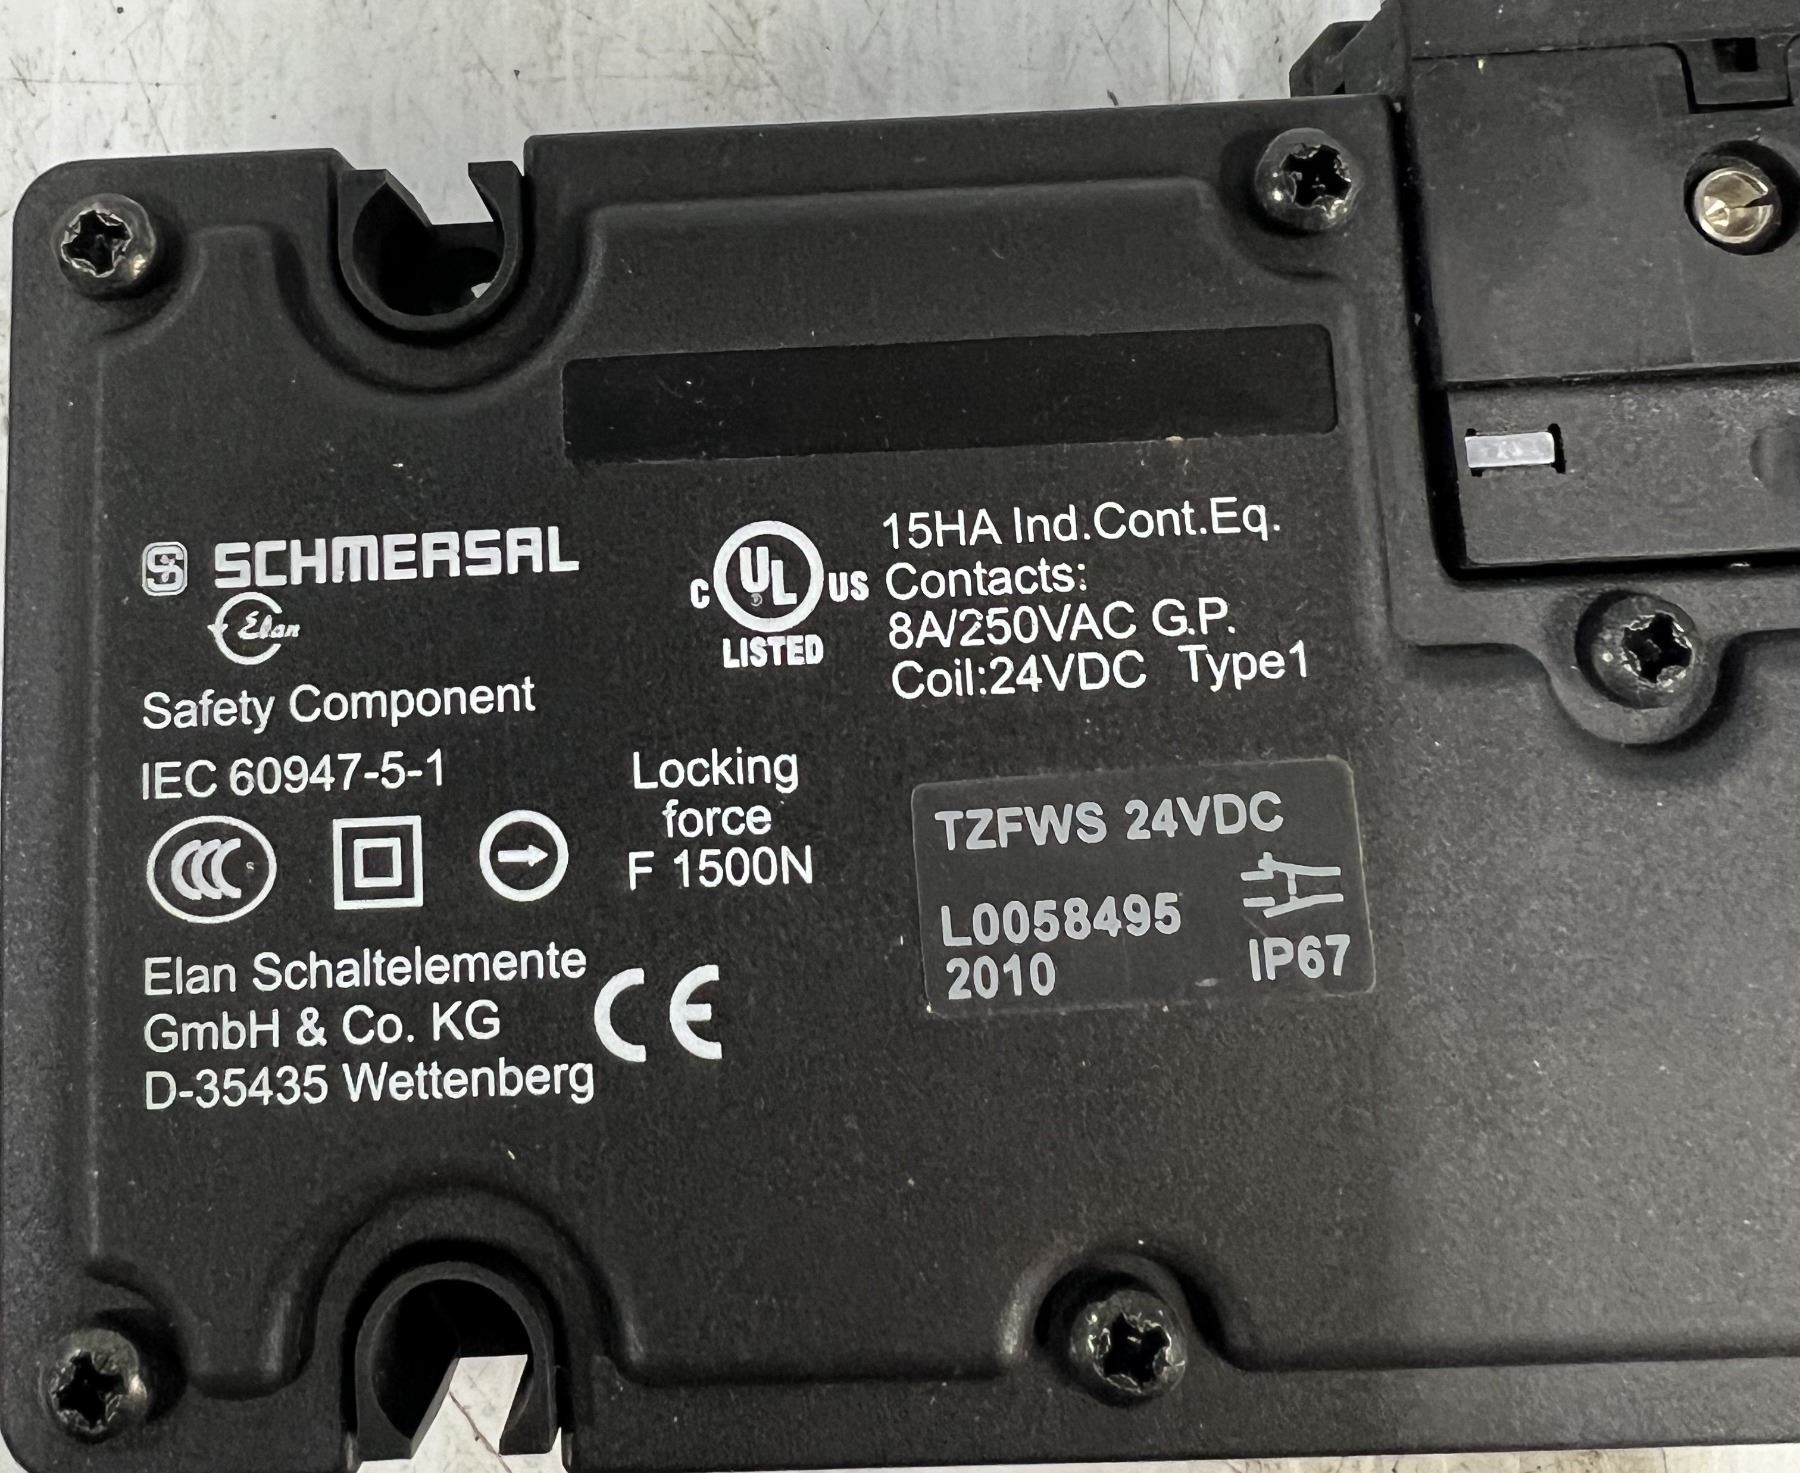 SCHMERSAL
Elan
Safety Component
IEC 60947-5-1
CCC S
Elan Schaltelemente
GmbH & Co. KG
D-35435 Wettenberg
CE
Locking
force
F 1500N
C UL US
LISTED
15HA Ind.Cont.Eq.
Contacts:
8A/250VAC G.P.
Coil:24VDC Type1
TZFWS 24VDC
L0058495
2010
IP67